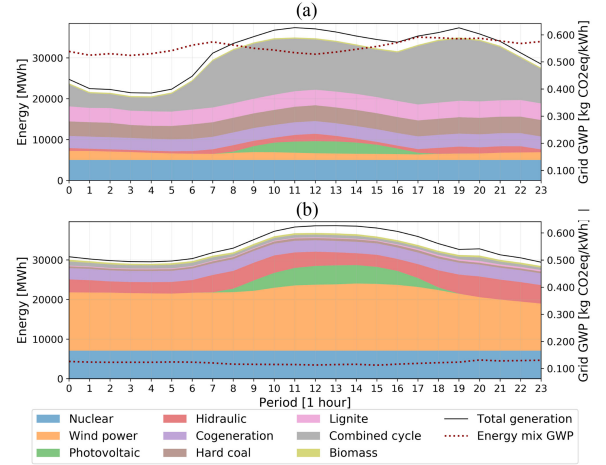 (a)
Energy [MWh]
30000
20000
10000
0
0.600
0.500
0.400
0.300
0.200
0.100
Grid GWP [kg CO2eq/kWh]
0 1 2 3 4 5 6 7 8 9 10 11 12 13 14 15 16 17 18 19 20 21 22 23
(b)
Energy [MWh]
30000
20000
10000
0
0.600
0.500
0.400
0.300
0.200
0.100
Grid GWP [kg CO2eq/kWh]
0 1 2 3 4 5 6 7 8 9 10 11 12 13 14 15 16 17 18 19 20 21 22 23
Period [1 hour]
Nuclear Hidraulic Lignite Total generation
Wind power Cogeneration Combined cycle Energy mix GWP
Photovoltaic Hard coal Biomass